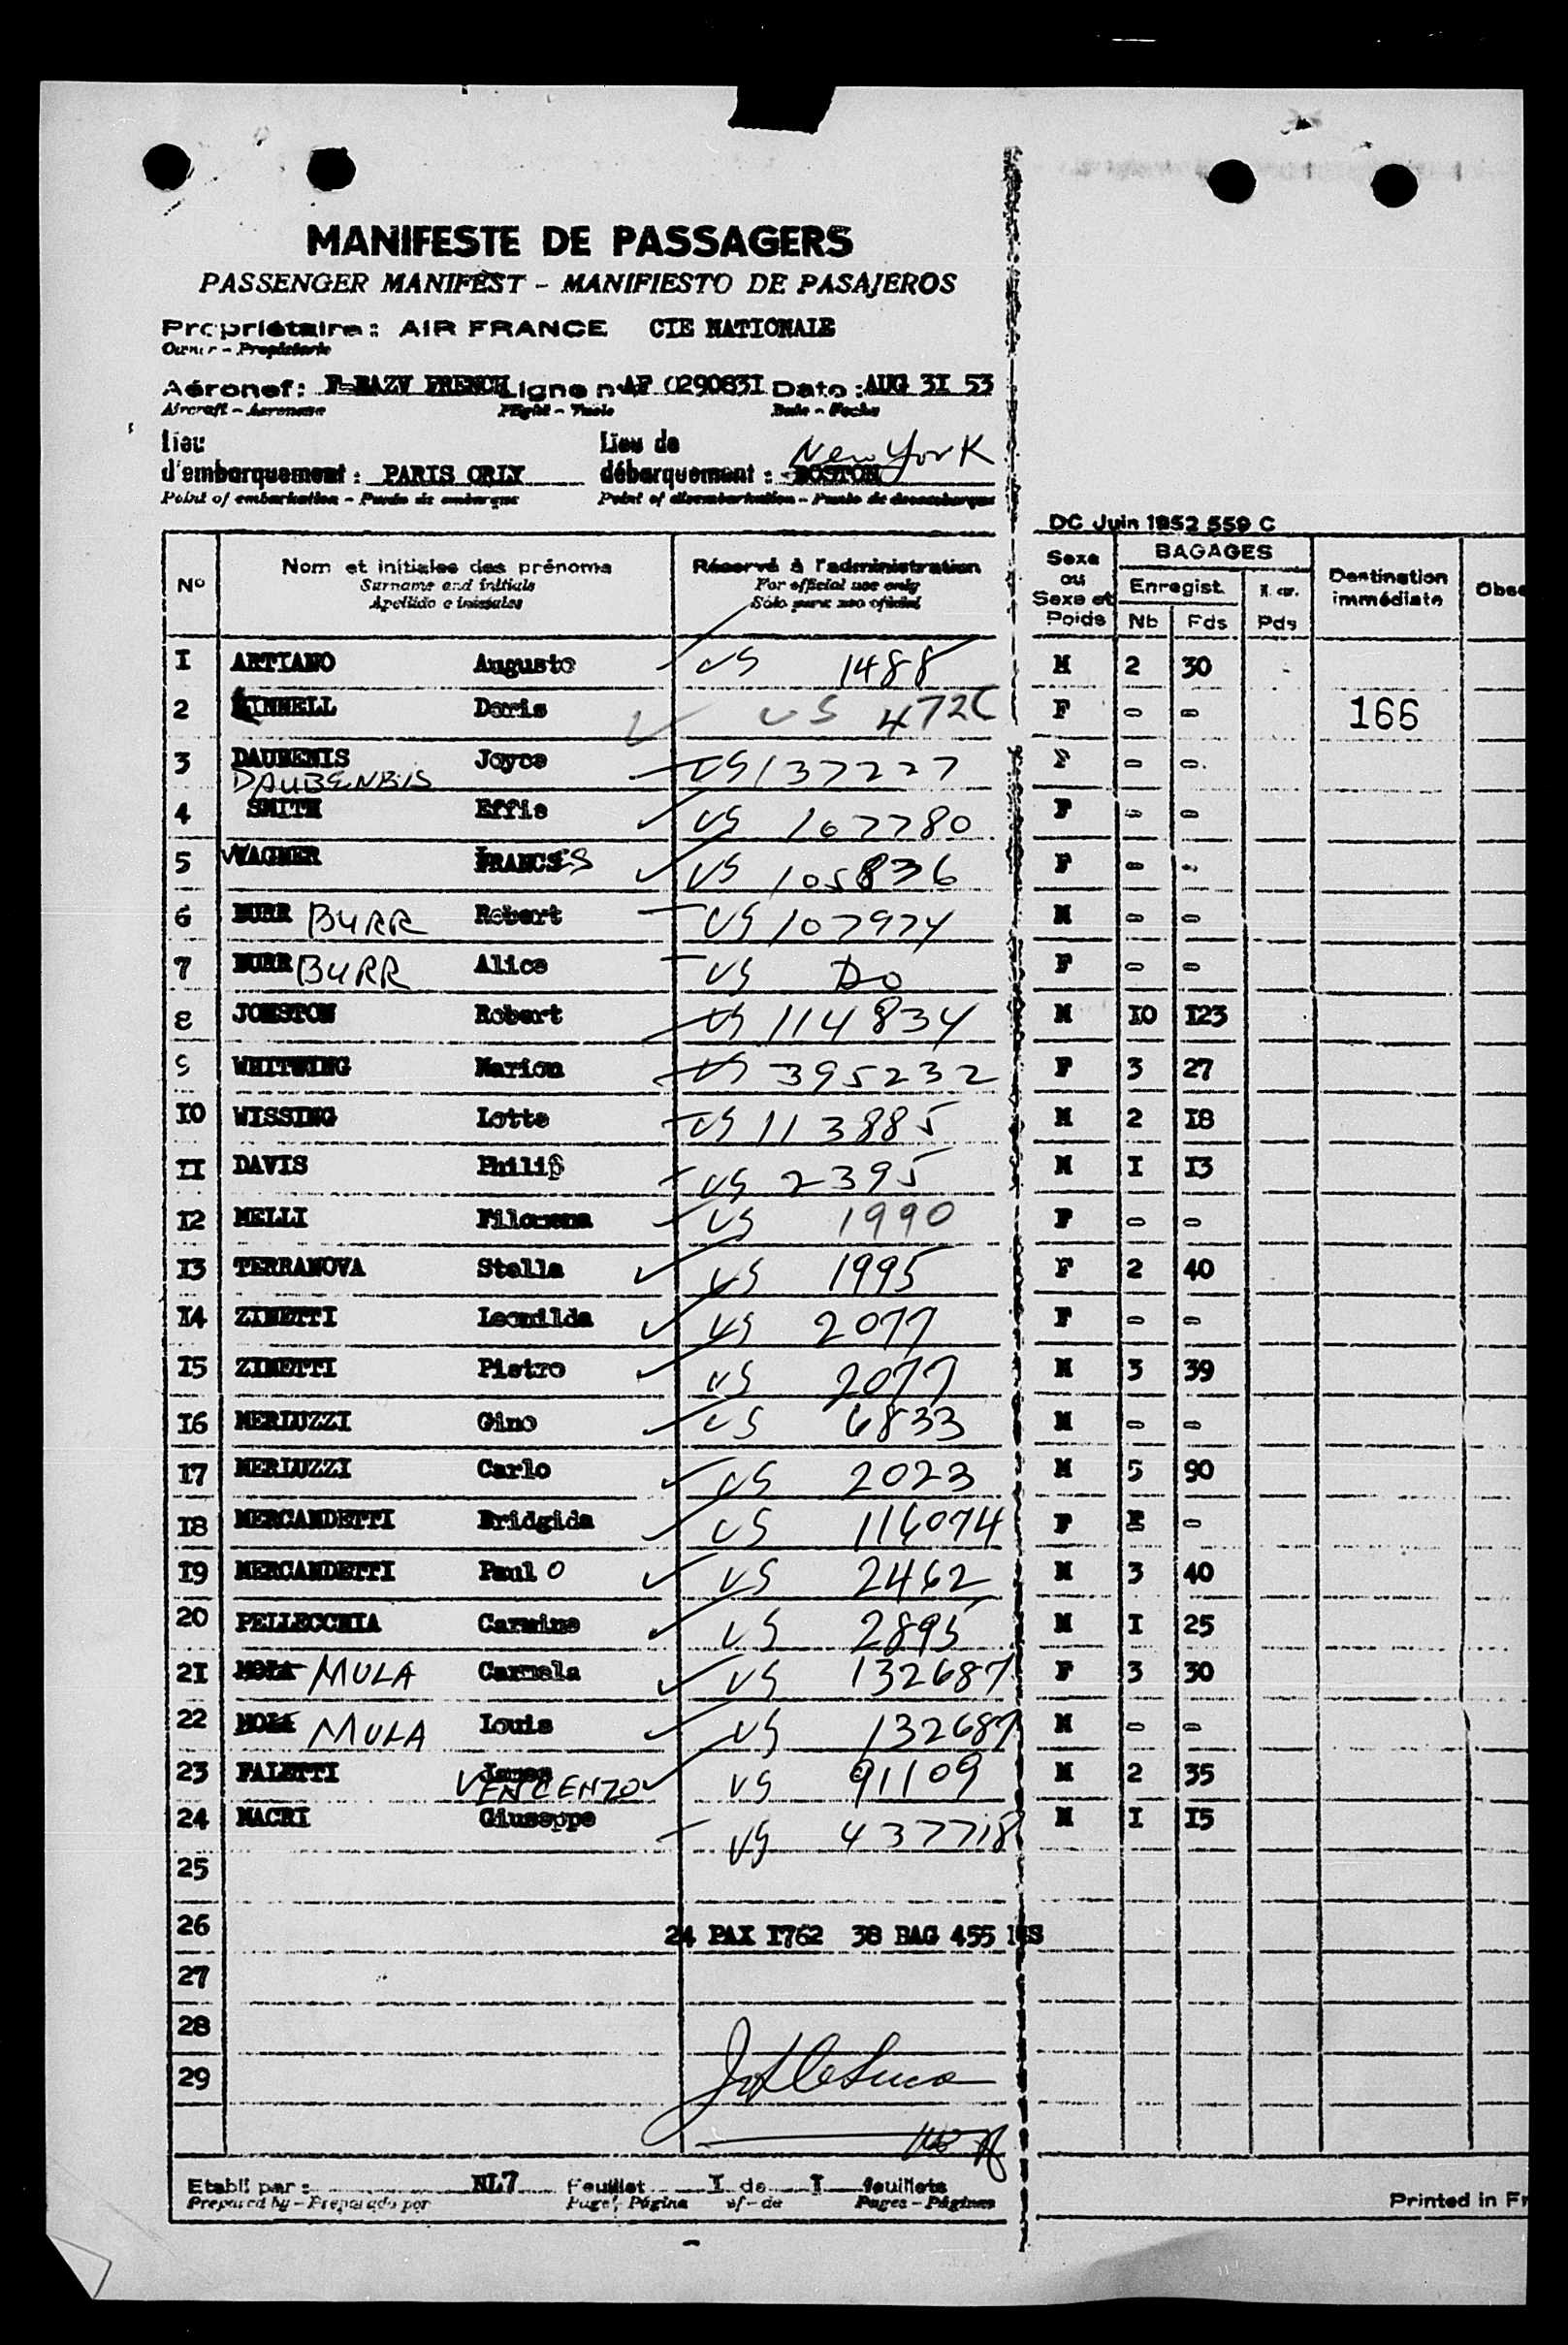 MANIFESTE DE PASSAGERS
PASSENGER MANIFEST - MANIFIESTO DE PASAJEROS
Propriétaire : AIR FRANCE CIE NATIONALE
Owner - Propietario
Aéronef : F-BAZV FRENCH Ligne n° AF 029083I Date : AUG 3I 53
Aircraft - Aeronave Flight - Vuelo Date - Fecha
Lieu Lieu de New York
d'embarquement : PARIS ORLY débarquement : BOSTON
Point of embarkation - Punto de embarque Point of disembarkation - Punto de desembarque
DC Juin 1952 559 C
N° Nom et initiales des prénoms Réservé à l'administration Sexe ou Sexe et Poids BAGAGES Destination immédiate Obse
Surname and initials For official use only Enregist. N. enr.
Apellido e iniciales Sólo para uso oficial Nb Pds Pds
I ARTIANO Augusto US 1488 M 2 30 -
2 Doris US F - - 166
3 DAUBENIS Joyce US 137227 F - -
DAUBENBIS
4 SMITH Effie US 107780 F - -
5 WAGNER FRANCES US 105836 F - -
6 BURR Robert US 107974 M - -
7 BURR Alice US Do F - -
8 JOHSTON Robert US 114834 M IO I23
9 WHITWING Marion US 395232 F 3 27
IO WISSING Lotte US 113885 M 2 I8
II DAVIS Philip US 2395 M I I3
I2 MELLI Filomena US 1990 F - -
I3 TERRANOVA Stella US 1995 F 2 40
I4 ZINETTI Leonilda US 2077 F - -
I5 ZINETTI Pietro US 2077 M 3 39
I6 MERLUZZI Gino US 6833 M - -
I7 MERLUZZI Carlo US 2023 M 5 90
I8 MERCANDETTI Bridgida US 116074 F - -
I9 MERCANDETTI Paulo US 2462 M 3 40
20 PELLECCHIA Carmine US 2895 M I 25
2I MOLA MULA Carmela US 132687 F 3 30
22 MOLA MULA Louis US 132687 M - -
23 FALETTI James VENCENZO US 91109 M 2 35
24 MACRI Giuseppe US 437718 M I I5
25
26 24 PAX I762 38 BAG 455 KS
27
28
29
Etabli par : NL7 Feuillet I de I feuillets
Prepared by - Preparado por Page - Página of - de Pages - Páginas
Printed in Fr